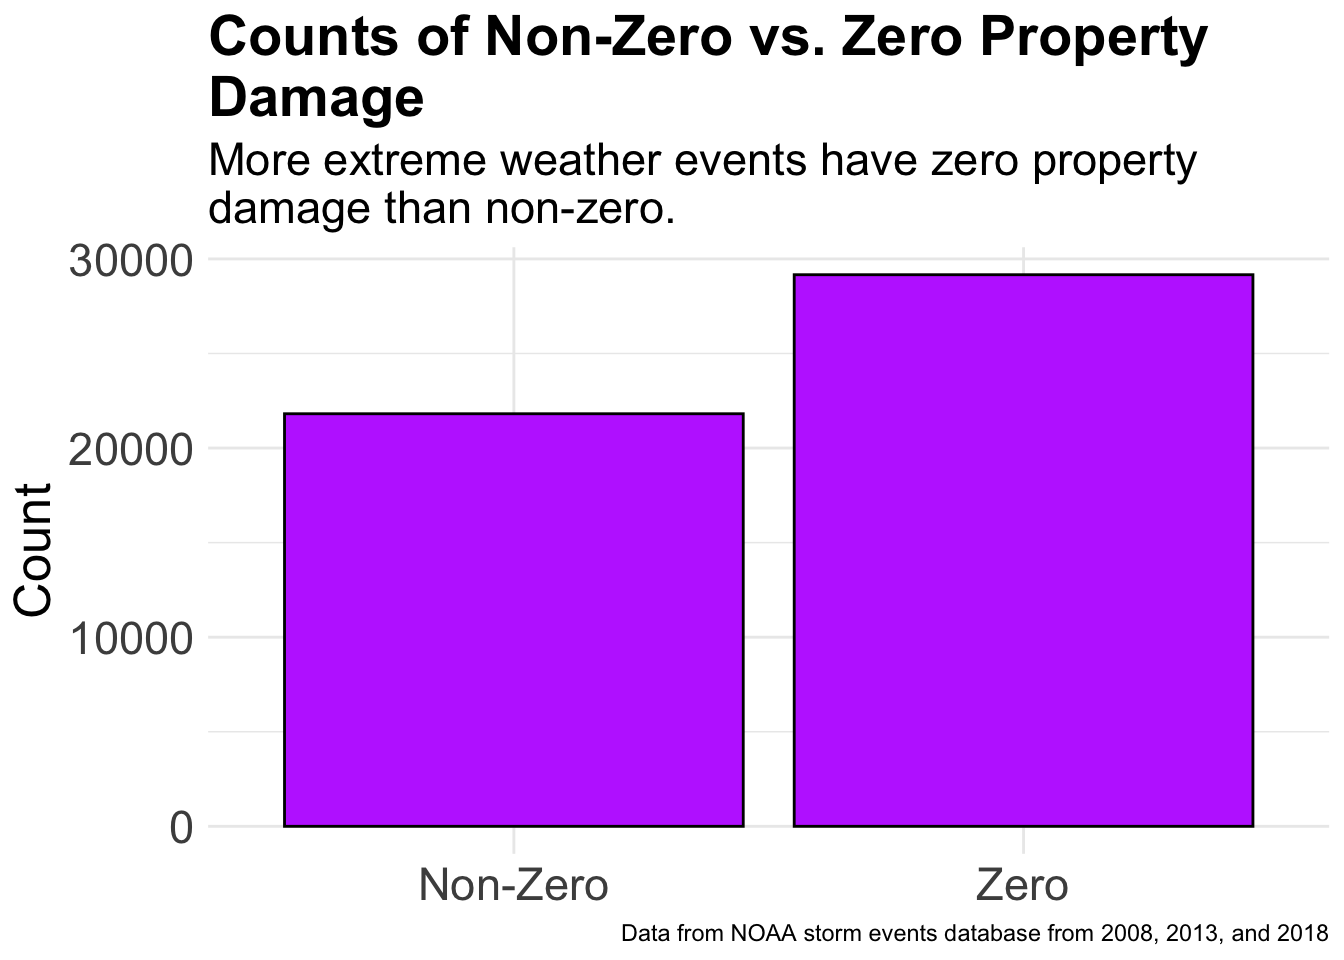 Counts of Non-Zero vs. Zero Property
Damage
More extreme weather events have zero property
damage than non-zero.
30000
20000
10000
0
Count
Non-Zero
Zero
Data from NOAA storm events database from 2008, 2013, and 2018